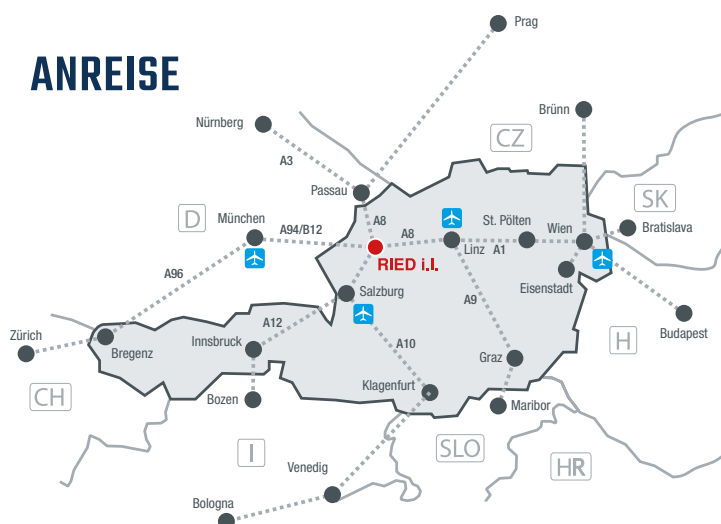 Prag
ANREISE
Brünn
Nürnberg
CZ
A3
Passau
SK
D
München
A94/B12
A8
A8
St. Pölten
Wien
Bratislava
Linz
A1
RIED i.I.
A96
Eisenstadt
Salzburg
A9
Zürich
A12
Budapest
Bregenz
Innsbruck
A10
H
Graz
CH
Klagenfurt
Bozen
Maribor
I
SLO
HR
Venedig
Bologna